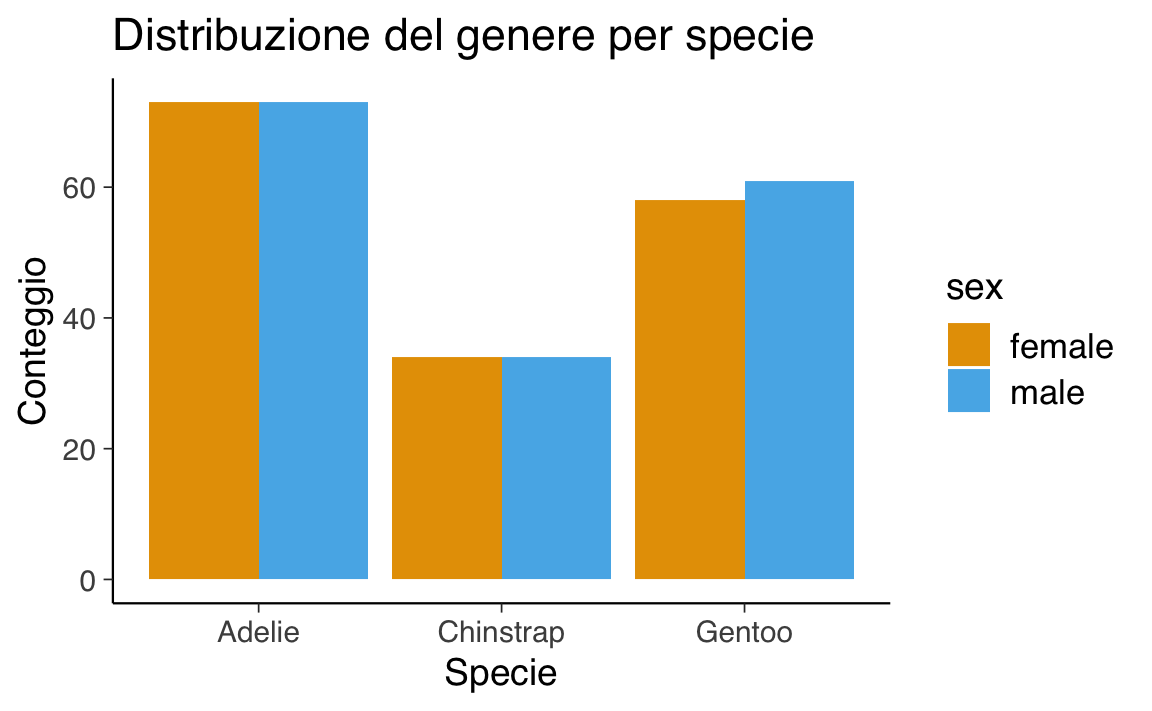 Distribuzione del genere per specie
Conteggio
60
40
20
0
Adelie
Chinstrap
Gentoo
Specie
sex
female
male